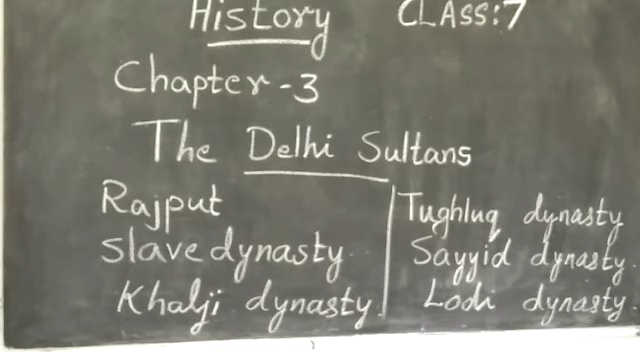 History CLASS:7
Chapter-3
The Delhi Sultans
Rajput
slave dynasty
Khalji dynasty.
Tughluq dynasty
Sayyid dynasty.
Lodi dynasty.